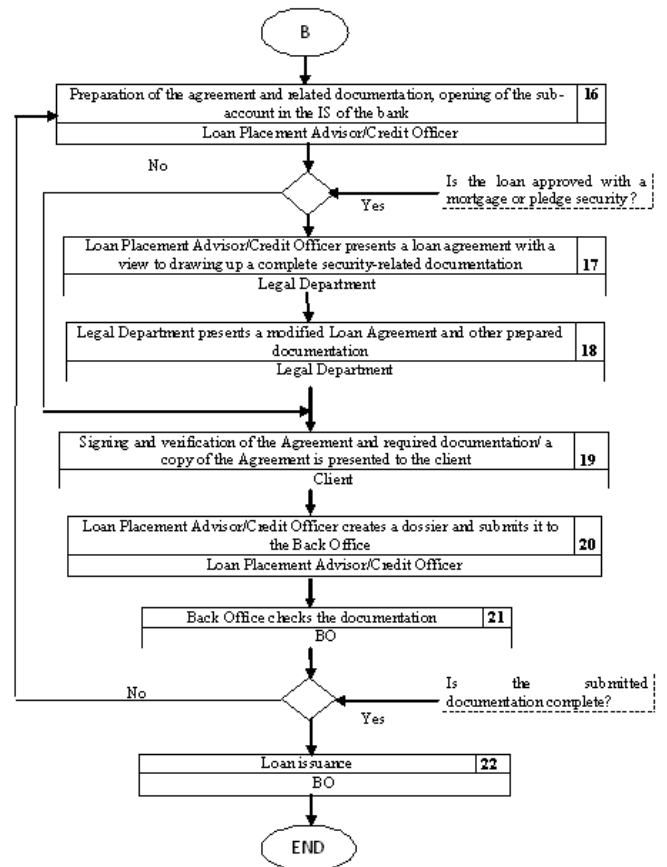 B
Preparation of the agreement and related documentation, opening of the sub-
account in the IS of the bank
16
Loan Placement Advisor/Credit Officer
No
Is the loan approved with a
mortgage or pledge security?
Yes
Loan Placement Advisor/Credit Officer presents a loan agreement with a
view to drawing up a complete security-related documentation
17
Legal Department
Legal Department presents a modified Loan Agreement and other prepared
documentation
18
Legal Department
Signing and verification of the Agreement and required documentation/ a
copy of the Agreement is presented to the client
19
Client
Loan Placement Advisor/Credit Officer creates a dossier and submits it to
the Back Office
20
Loan Placement Advisor/Credit Officer
Back Office checks the documentation
21
BO
No
Is the submitted
documentation complete?
Yes
Loan issuance
22
BO
END